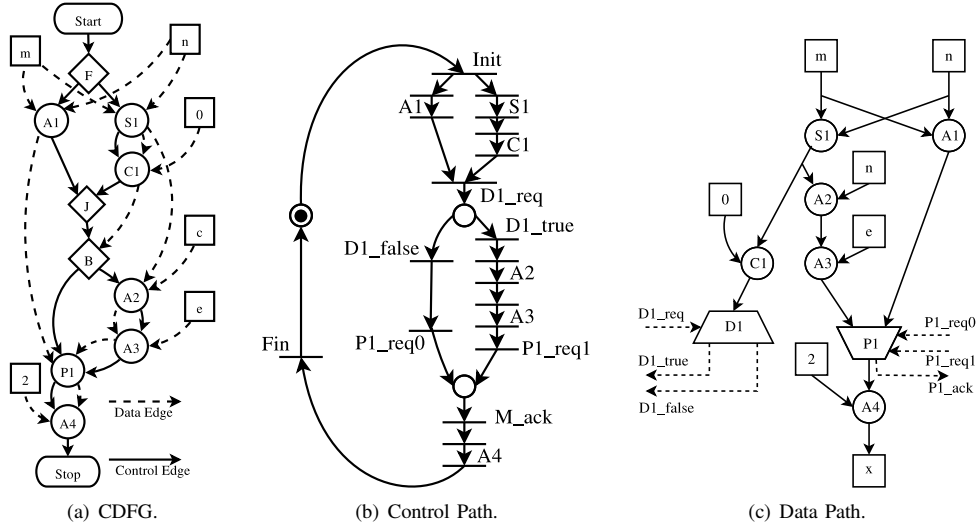 Start
m
n
F
A1
S1
0
C1
J
B
c
A2
e
A3
P1
2
A4
Data Edge
Stop
Control Edge
(a) CDFG.
Init
A1
S1
C1
D1_req
D1_true
D1_false
A2
A3
P1_req0
P1_req1
Fin
M_ack
A4
(b) Control Path.
m
n
S1
A1
A2
n
0
C1
A3
e
D1_req
D1
P1
P1_req0
P1_req1
D1_true
2
P1_ack
D1_false
A4
x
(c) Data Path.